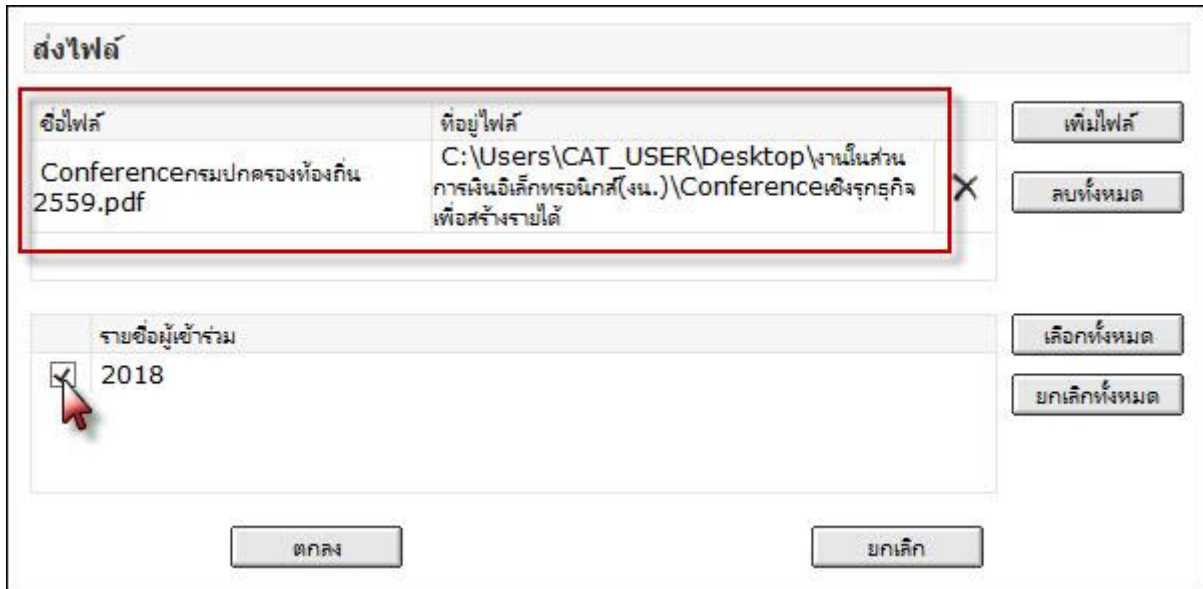 ส่งไฟล์
ชื่อไฟล์ ที่อยู่ไฟล์ เพิ่มไฟล์
Conferenceกรมปกครองท้องถิ่น
2559.pdf
C:\Users\CAT_USER\Desktop\งานในส่วน
การเงินอิเล็กทรอนิกส์(งน.)\Conferenceเชิงรุกธุกิจ
เพื่อสร้างรายได้
ลบทั้งหมด
รายชื่อผู้เข้าร่วม เลือกทั้งหมด
2018
ยกเลิกทั้งหมด
ตกลง ยกเลิก